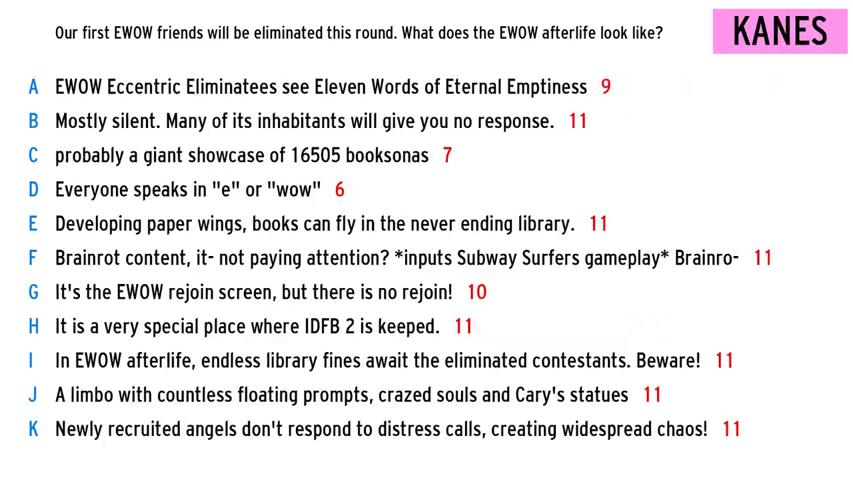 Our first EWOW friends will be eliminated this round. What does the EWOW afterlife look like?
KANES
A EWOW Eccentric Eliminatees see Eleven Words of Eternal Emptiness 9
B Mostly silent. Many of its inhabitants will give you no response. 11
C probably a giant showcase of 16505 booksonas 7
D Everyone speaks in "e" or "wow" 6
E Developing paper wings, books can fly in the never ending library. 11
F Brainrot content, it- not paying attention? *inputs Subway Surfers gameplay* Brainro- 11
G It's the EWOW rejoin screen, but there is no rejoin! 10
H It is a very special place where IDFB 2 is keeped. 11
I In EWOW afterlife, endless library fines await the eliminated contestants. Beware! 11
J A limbo with countless floating prompts, crazed souls and Cary's statues 11
K Newly recruited angels don't respond to distress calls, creating widespread chaos! 11